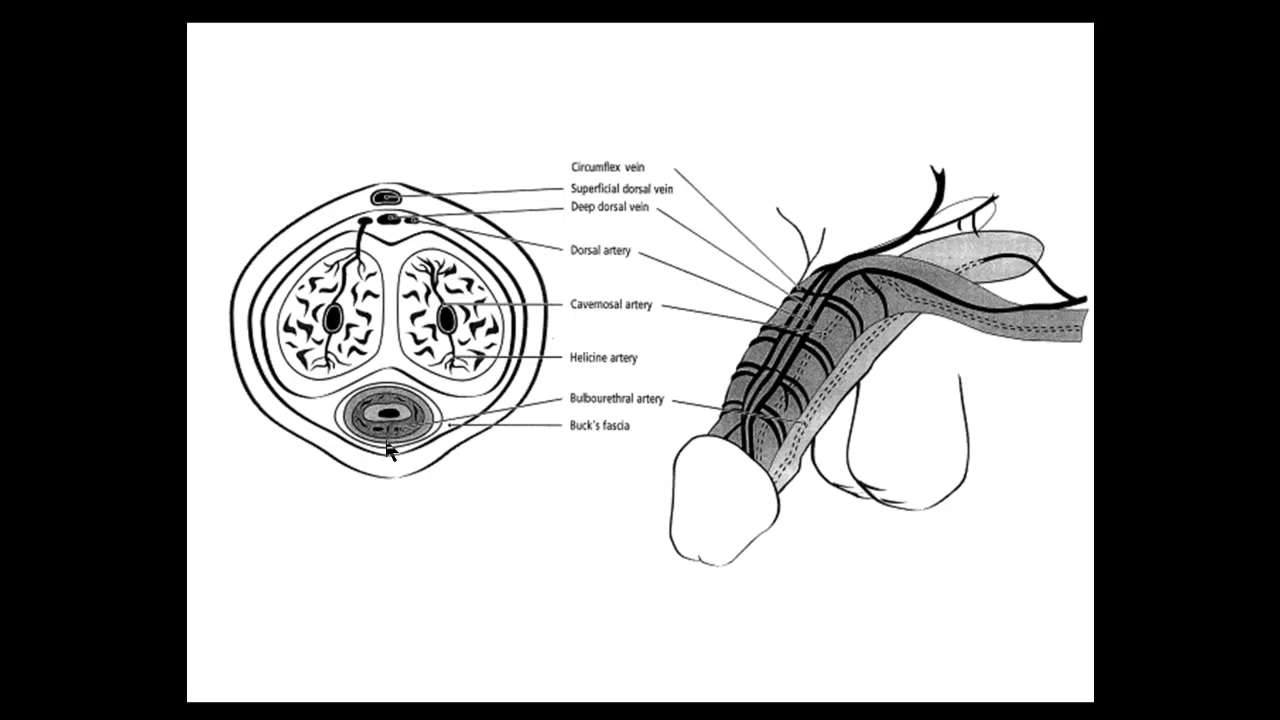 Circumflex vein
Superficial dorsal vein
Deep dorsal vein
Dorsal artery
Cavernosal artery
Helicine artery
Bulbourethral artery
Buck's fascia